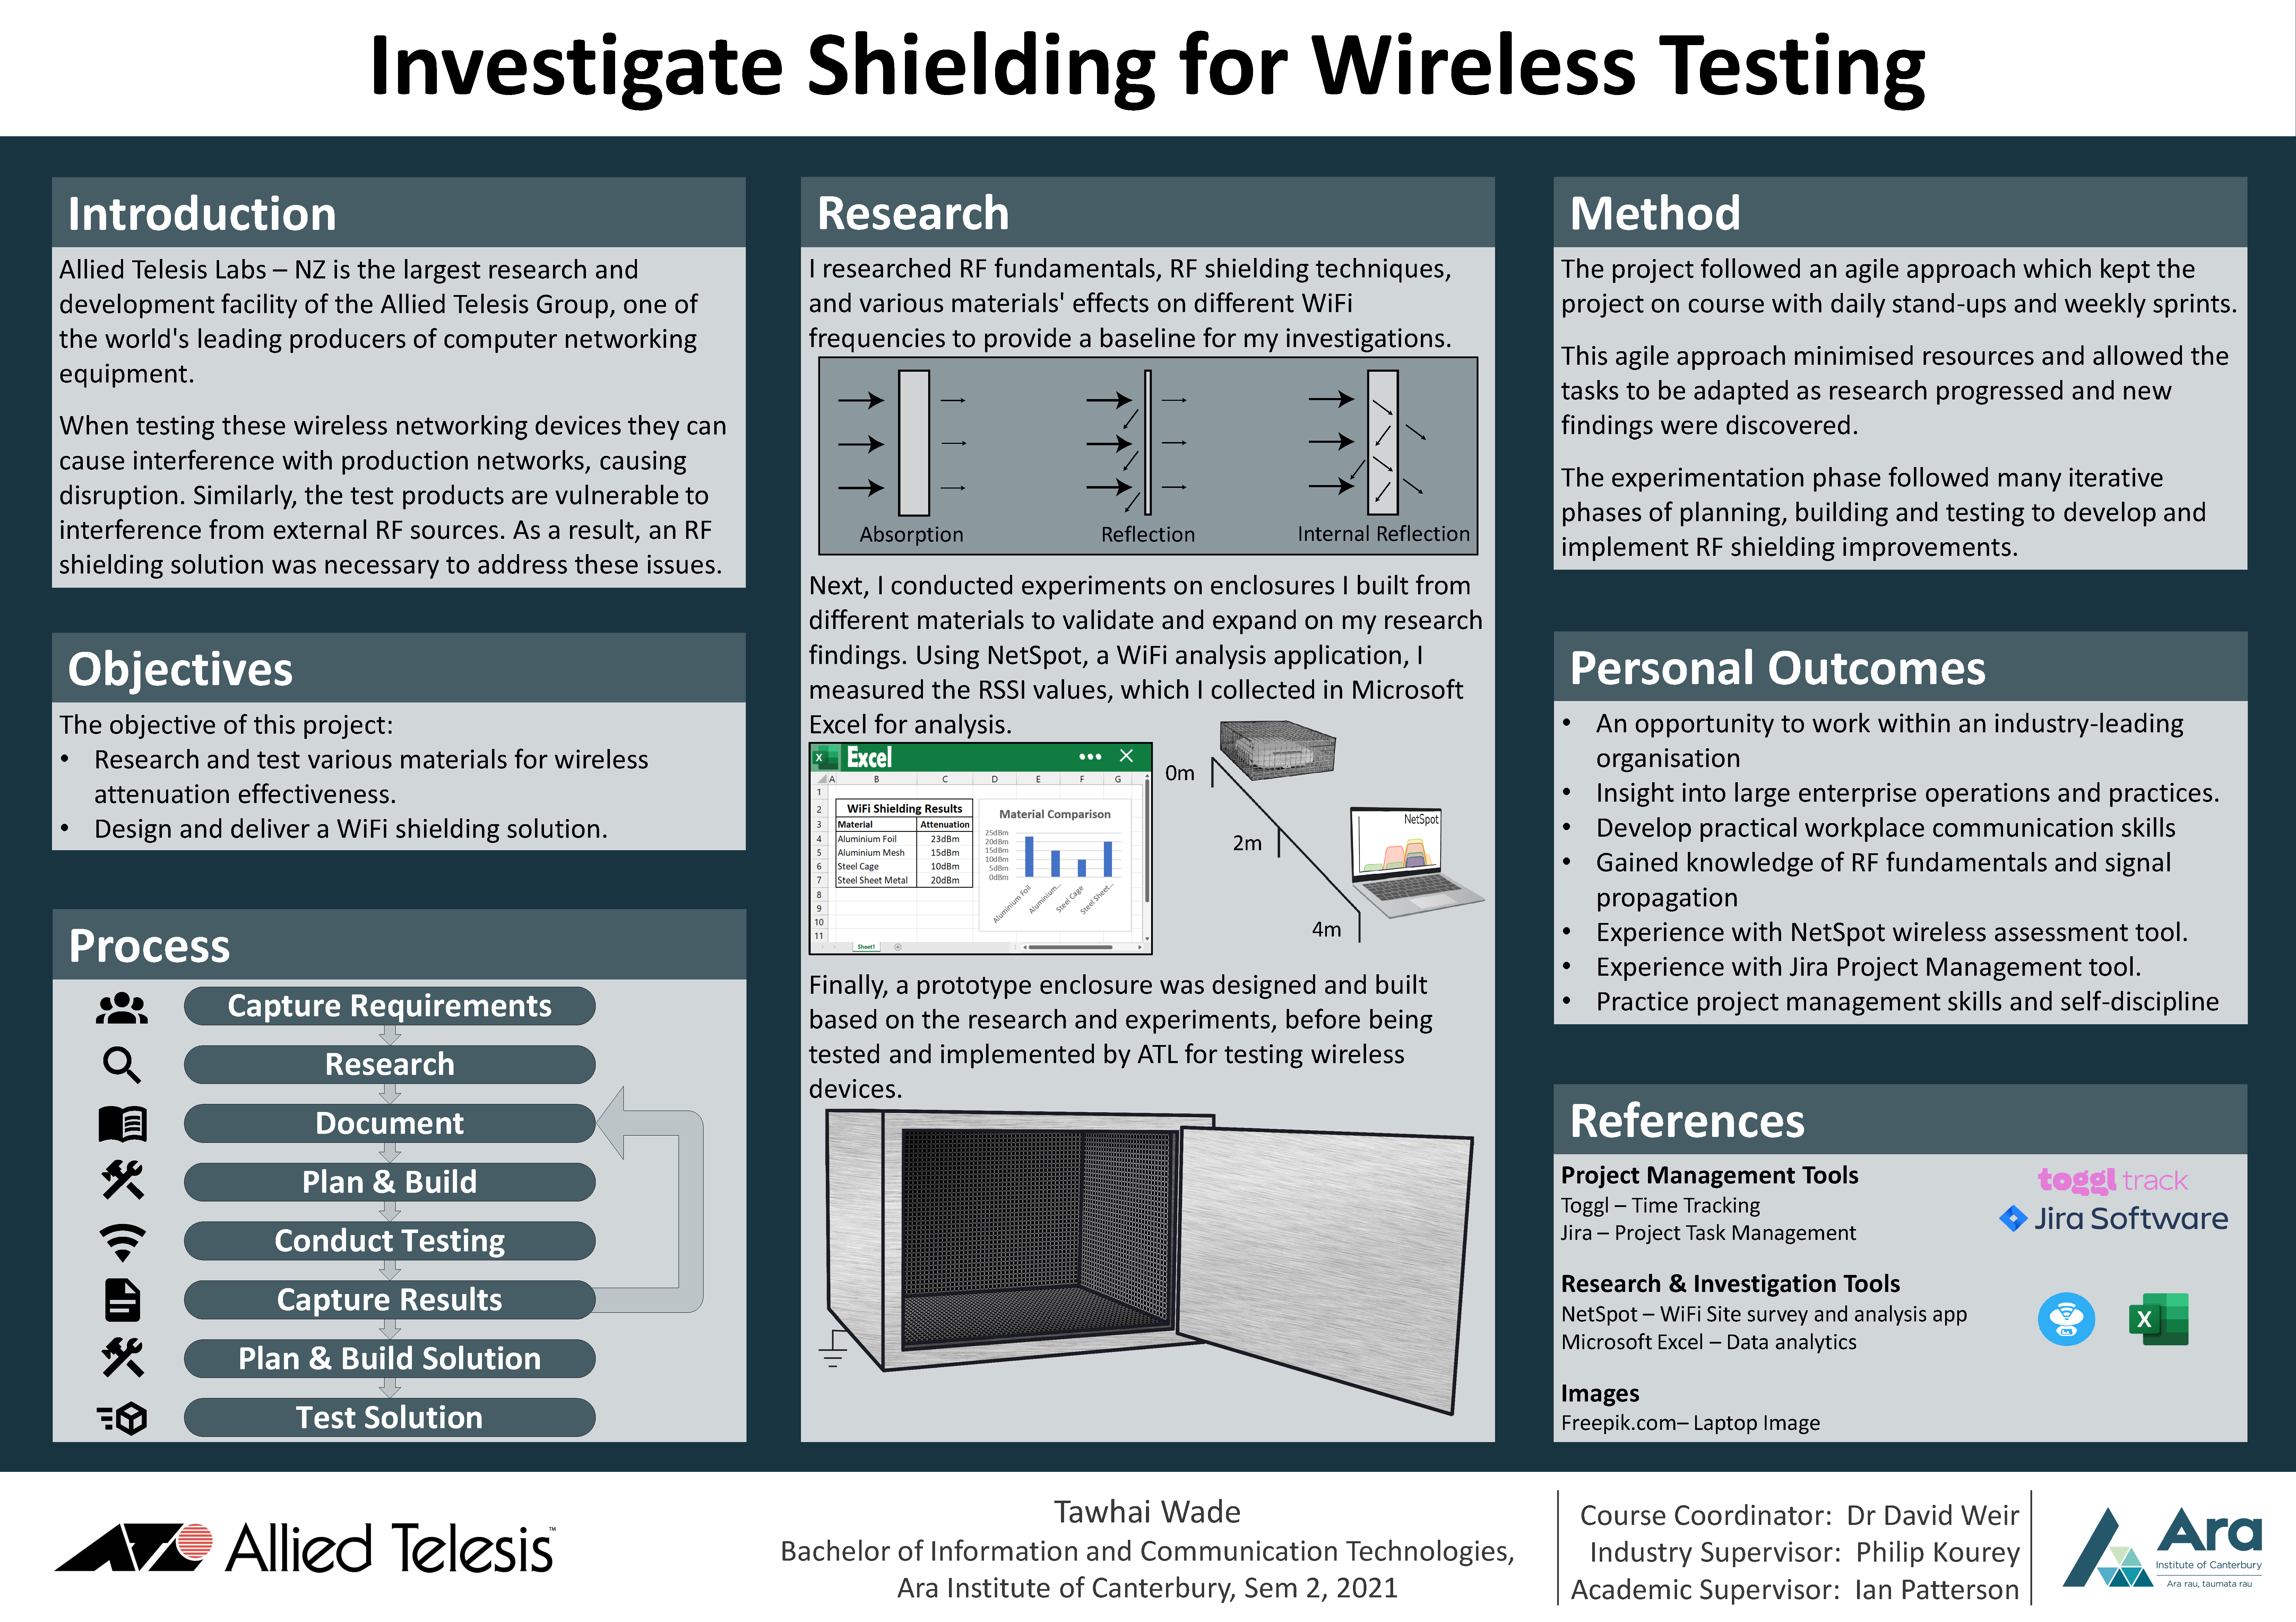 Investigate Shielding for Wireless Testing
Introduction
Allied Telesis Labs – NZ is the largest research and
development facility of the Allied Telesis Group, one of
the world's leading producers of computer networking
equipment.
When testing these wireless networking devices they can
cause interference with production networks, causing
disruption. Similarly, the test products are vulnerable to
interference from external RF sources. As a result, an RF
shielding solution was necessary to address these issues.
Objectives
The objective of this project:
• Research and test various materials for wireless
attenuation effectiveness.
• Design and deliver a WiFi shielding solution.
Process
Capture Requirements
Research
Document
Plan & Build
Conduct Testing
Capture Results
Plan & Build Solution
Test Solution
Research
I researched RF fundamentals, RF shielding techniques,
and various materials' effects on different WiFi
frequencies to provide a baseline for my investigations.
Absorption
Reflection
Internal Reflection
Next, I conducted experiments on enclosures I built from
different materials to validate and expand on my research
findings. Using NetSpot, a WiFi analysis application, I
measured the RSSI values, which I collected in Microsoft
Excel for analysis.
X Excel
A B C D E F G
1
2 WiFi Shielding Results
3 Material Attenuation
4 Aluminium Foil 23dBm
5 Aluminium Mesh 15dBm
6 Steel Cage 10dBm
7 Steel Sheet Metal 20dBm
8
9
10
11
Material Comparison
25dBm
20dBm
15dBm
10dBm
5dBm
0dBm
Aluminium Foil
Aluminium...
Steel Cage
Steel Sheet...
Sheet1
0m
2m
4m
NetSpot
Finally, a prototype enclosure was designed and built
based on the research and experiments, before being
tested and implemented by ATL for testing wireless
devices.
Method
The project followed an agile approach which kept the
project on course with daily stand-ups and weekly sprints.
This agile approach minimised resources and allowed the
tasks to be adapted as research progressed and new
findings were discovered.
The experimentation phase followed many iterative
phases of planning, building and testing to develop and
implement RF shielding improvements.
Personal Outcomes
• An opportunity to work within an industry-leading
organisation
• Insight into large enterprise operations and practices.
• Develop practical workplace communication skills
• Gained knowledge of RF fundamentals and signal
propagation
• Experience with NetSpot wireless assessment tool.
• Experience with Jira Project Management tool.
• Practice project management skills and self-discipline
References
Project Management Tools
Toggl – Time Tracking
Jira – Project Task Management
toggl track
Jira Software
Research & Investigation Tools
NetSpot – WiFi Site survey and analysis app
Microsoft Excel – Data analytics
X
Images
Freepik.com– Laptop Image
Allied Telesis™
Tawhai Wade
Bachelor of Information and Communication Technologies,
Ara Institute of Canterbury, Sem 2, 2021
Course Coordinator: Dr David Weir
Industry Supervisor: Philip Kourey
Academic Supervisor: Ian Patterson
Ara
Institute of Canterbury
Ara rau, taumata rau